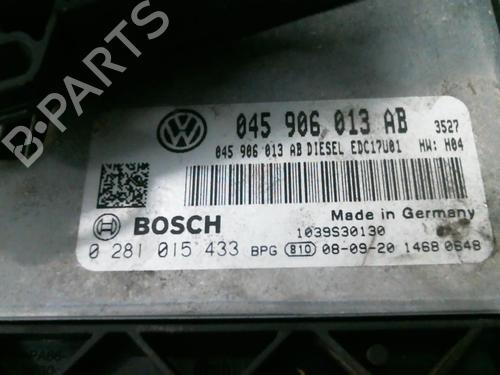 B-PARTS
045 906 013 AB 3527
045 906 013 AB DIESEL EDC17U01 HW: H04
BOSCH
Made in Germany
1039S30130
0 281 015 433 BPG 810 08-09-20 1468 0648